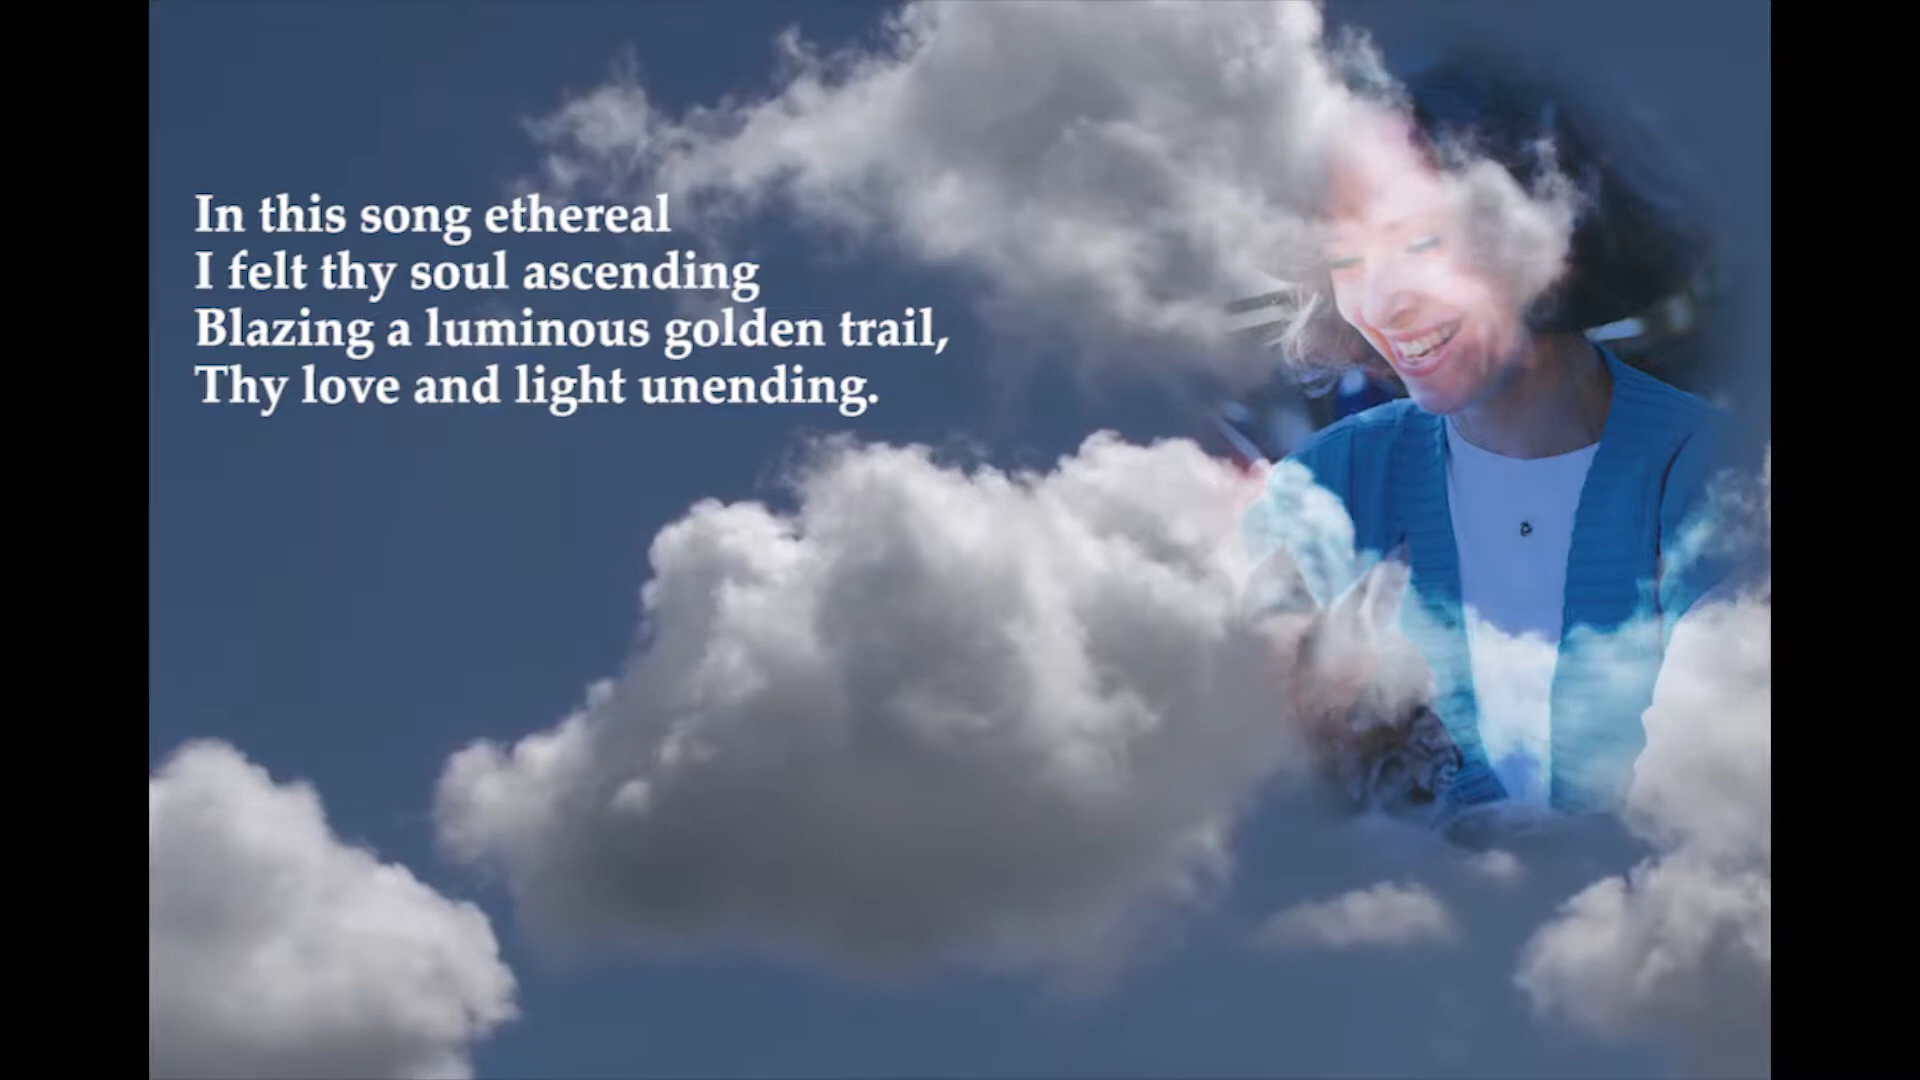 In this song ethereal
I felt thy soul ascending
Blazing a luminous golden trail,
Thy love and light unending.